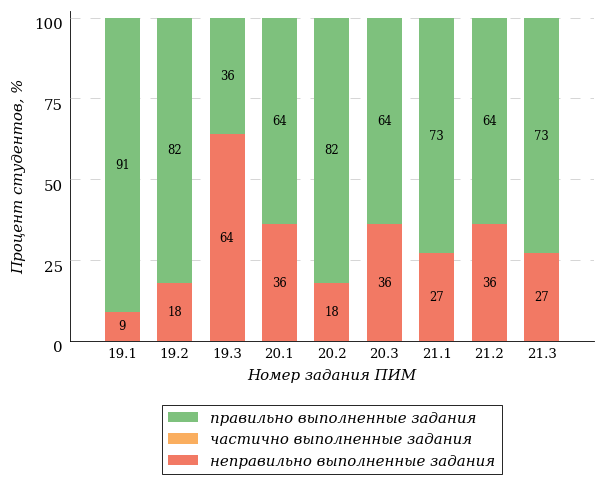 Процент студентов, %
100
75
50
25
0
91 82 36 64 82 64 73 64 73
9 18 64 36 18 36 27 36 27
19.1 19.2 19.3 20.1 20.2 20.3 21.1 21.2 21.3
Номер задания ПИМ
правильно выполненные задания
частично выполненные задания
неправильно выполненные задания